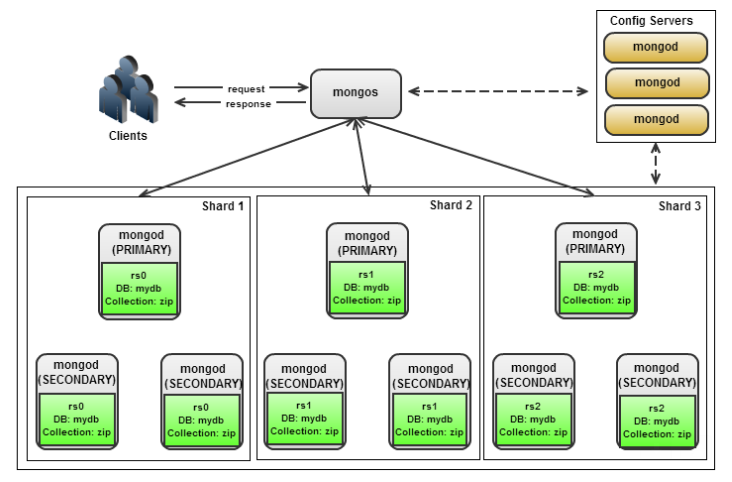 Config Servers
mongod
mongod
mongod
request
response
mongos
Clients
Shard 1
mongod
(PRIMARY)
rs0
DB: mydb
Collection: zip
mongod
(SECONDARY)
rs0
DB: mydb
Collection: zip
mongod
(SECONDARY)
rs0
DB: mydb
Collection: zip
Shard 2
mongod
(PRIMARY)
rs1
DB: mydb
Collection: zip
mongod
(SECONDARY)
rs1
DB: mydb
Collection: zip
mongod
(SECONDARY)
rs1
DB: mydb
Collection: zip
Shard 3
mongod
(PRIMARY)
rs2
DB: mydb
Collection: zip
mongod
(SECONDARY)
rs2
DB: mydb
Collection: zip
mongod
(SECONDARY)
rs2
DB: mydb
Collection: zip